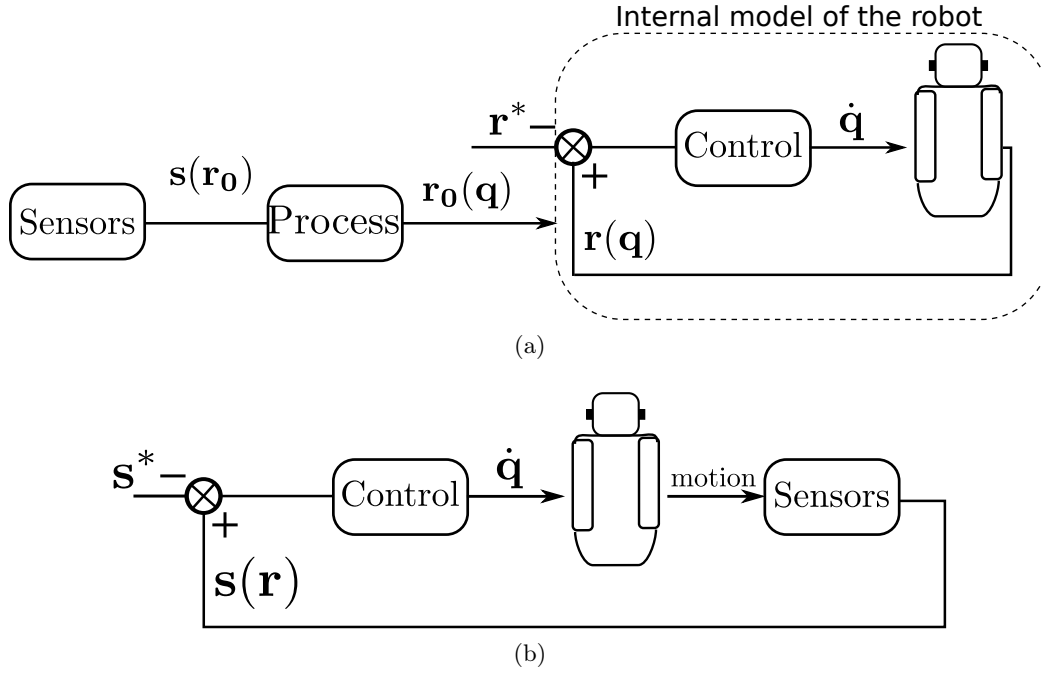 Internal model of the robot
r* −
Control
q̇
+
s(r₀)
r₀(q)
Sensors
Process
r(q)
(a)
s* −
Control
q̇
motion
Sensors
+
s(r)
(b)